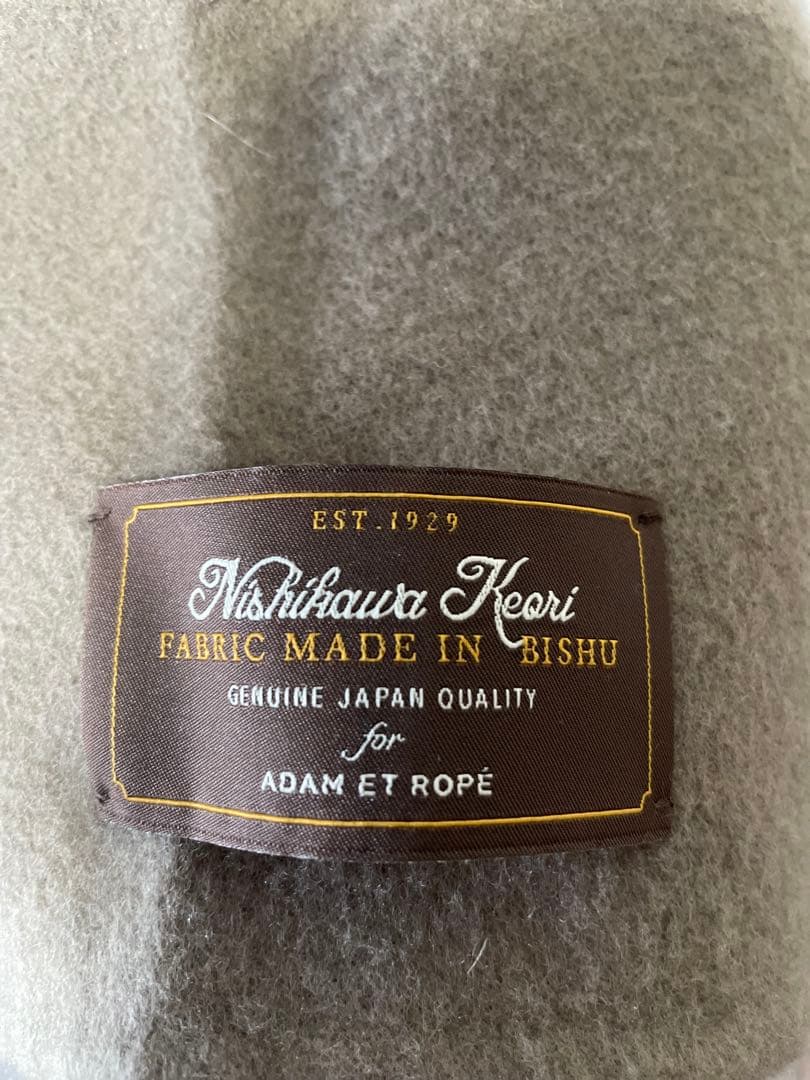 EST.1929
Nishikawa Keori
FABRIC MADE IN BISHU
GENUINE JAPAN QUALITY
for
ADAM ET ROPÉ